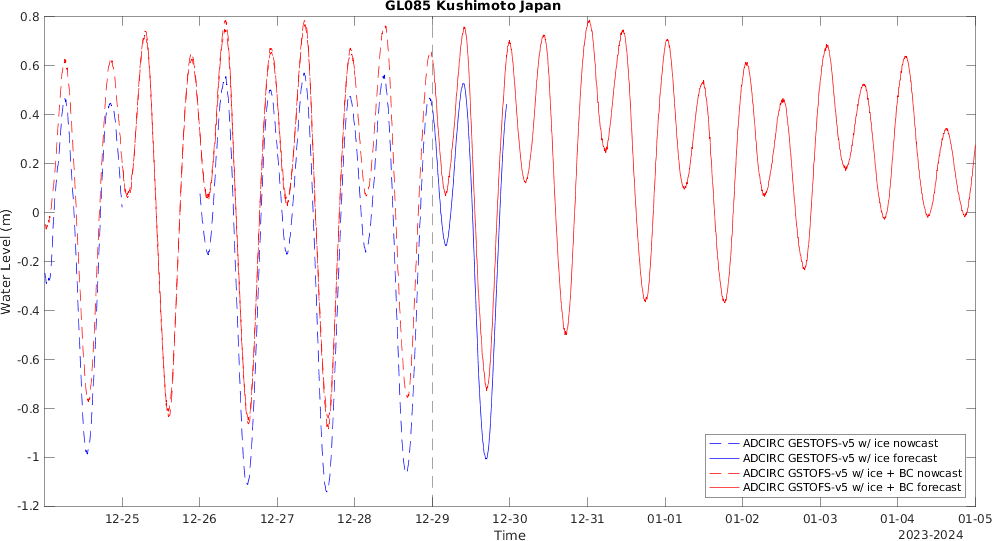 GL085 Kushimoto Japan
0.8
0.6
0.4
0.2
0
-0.2
-0.4
-0.6
-0.8
-1
-1.2
Water Level (m)
12-25 12-26 12-27 12-28 12-29 12-30 12-31 01-01 01-02 01-03 01-04 01-05
Time
2023-2024
ADCIRC GESTOFS-v5 w/ ice nowcast
ADCIRC GESTOFS-v5 w/ ice forecast
ADCIRC GSTOFS-v5 w/ ice + BC nowcast
ADCIRC GSTOFS-v5 w/ ice + BC forecast